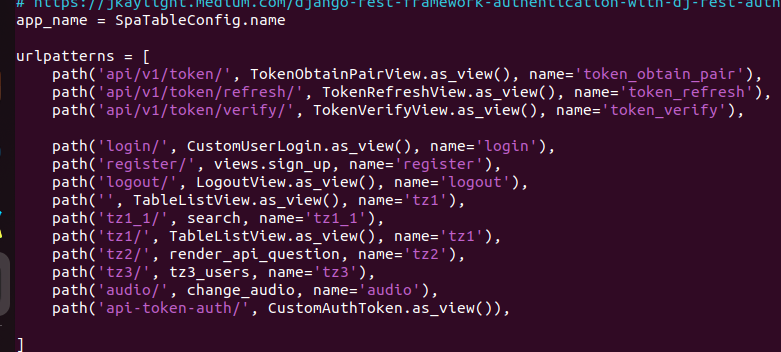 # https://jkaylight.medium.com/django-rest-framework-authentication-with-dj-rest-auth
app_name = SpaTableConfig.name
urlpatterns = [
    path('api/v1/token/', TokenObtainPairView.as_view(), name='token_obtain_pair'),
    path('api/v1/token/refresh/', TokenRefreshView.as_view(), name='token_refresh'),
    path('api/v1/token/verify/', TokenVerifyView.as_view(), name='token_verify'),
    path('login/', CustomUserLogin.as_view(), name='login'),
    path('register/', views.sign_up, name='register'),
    path('logout/', LogoutView.as_view(), name='logout'),
    path('', TableListView.as_view(), name='tz1'),
    path('tz1_1/', search, name='tz1_1'),
    path('tz1/', TableListView.as_view(), name='tz1'),
    path('tz2/', render_api_question, name='tz2'),
    path('tz3/', tz3_users, name='tz3'),
    path('audio/', change_audio, name='audio'),
    path('api-token-auth/', CustomAuthToken.as_view()),
]